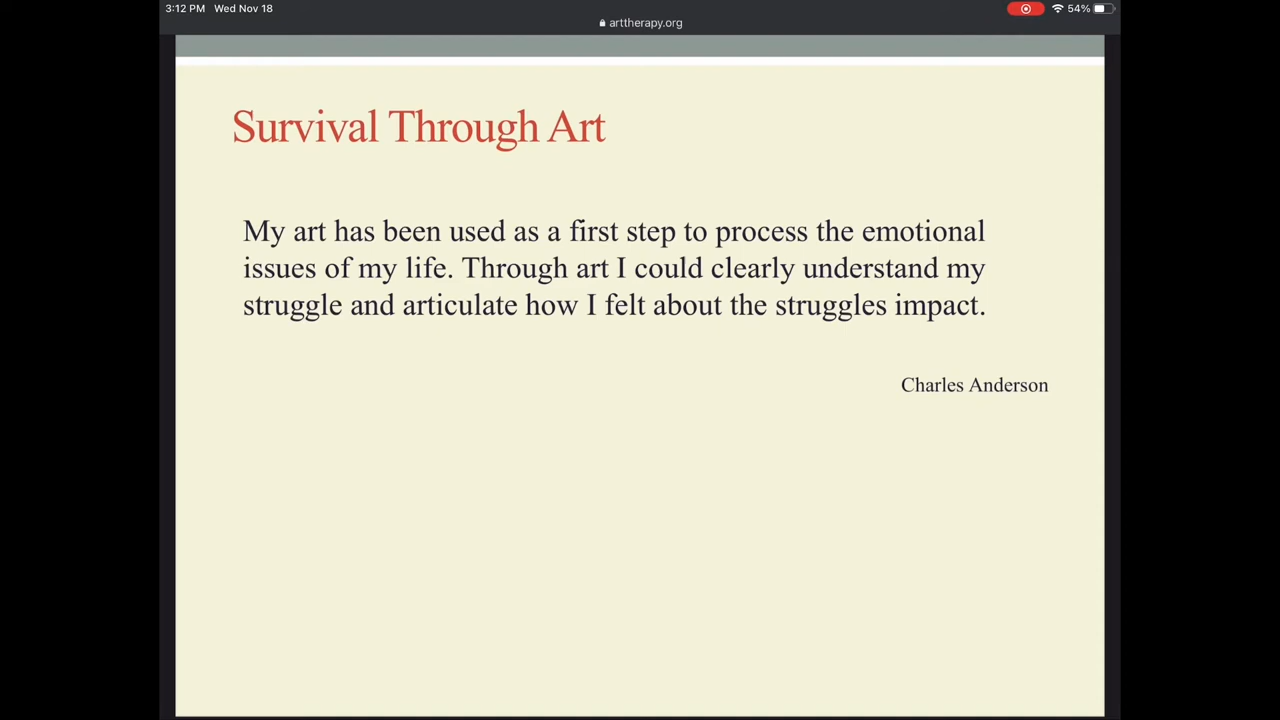 3:12 PM Wed Nov 18
54%
arttherapy.org
Survival Through Art
My art has been used as a first step to process the emotional
issues of my life. Through art I could clearly understand my
struggle and articulate how I felt about the struggles impact.
Charles Anderson